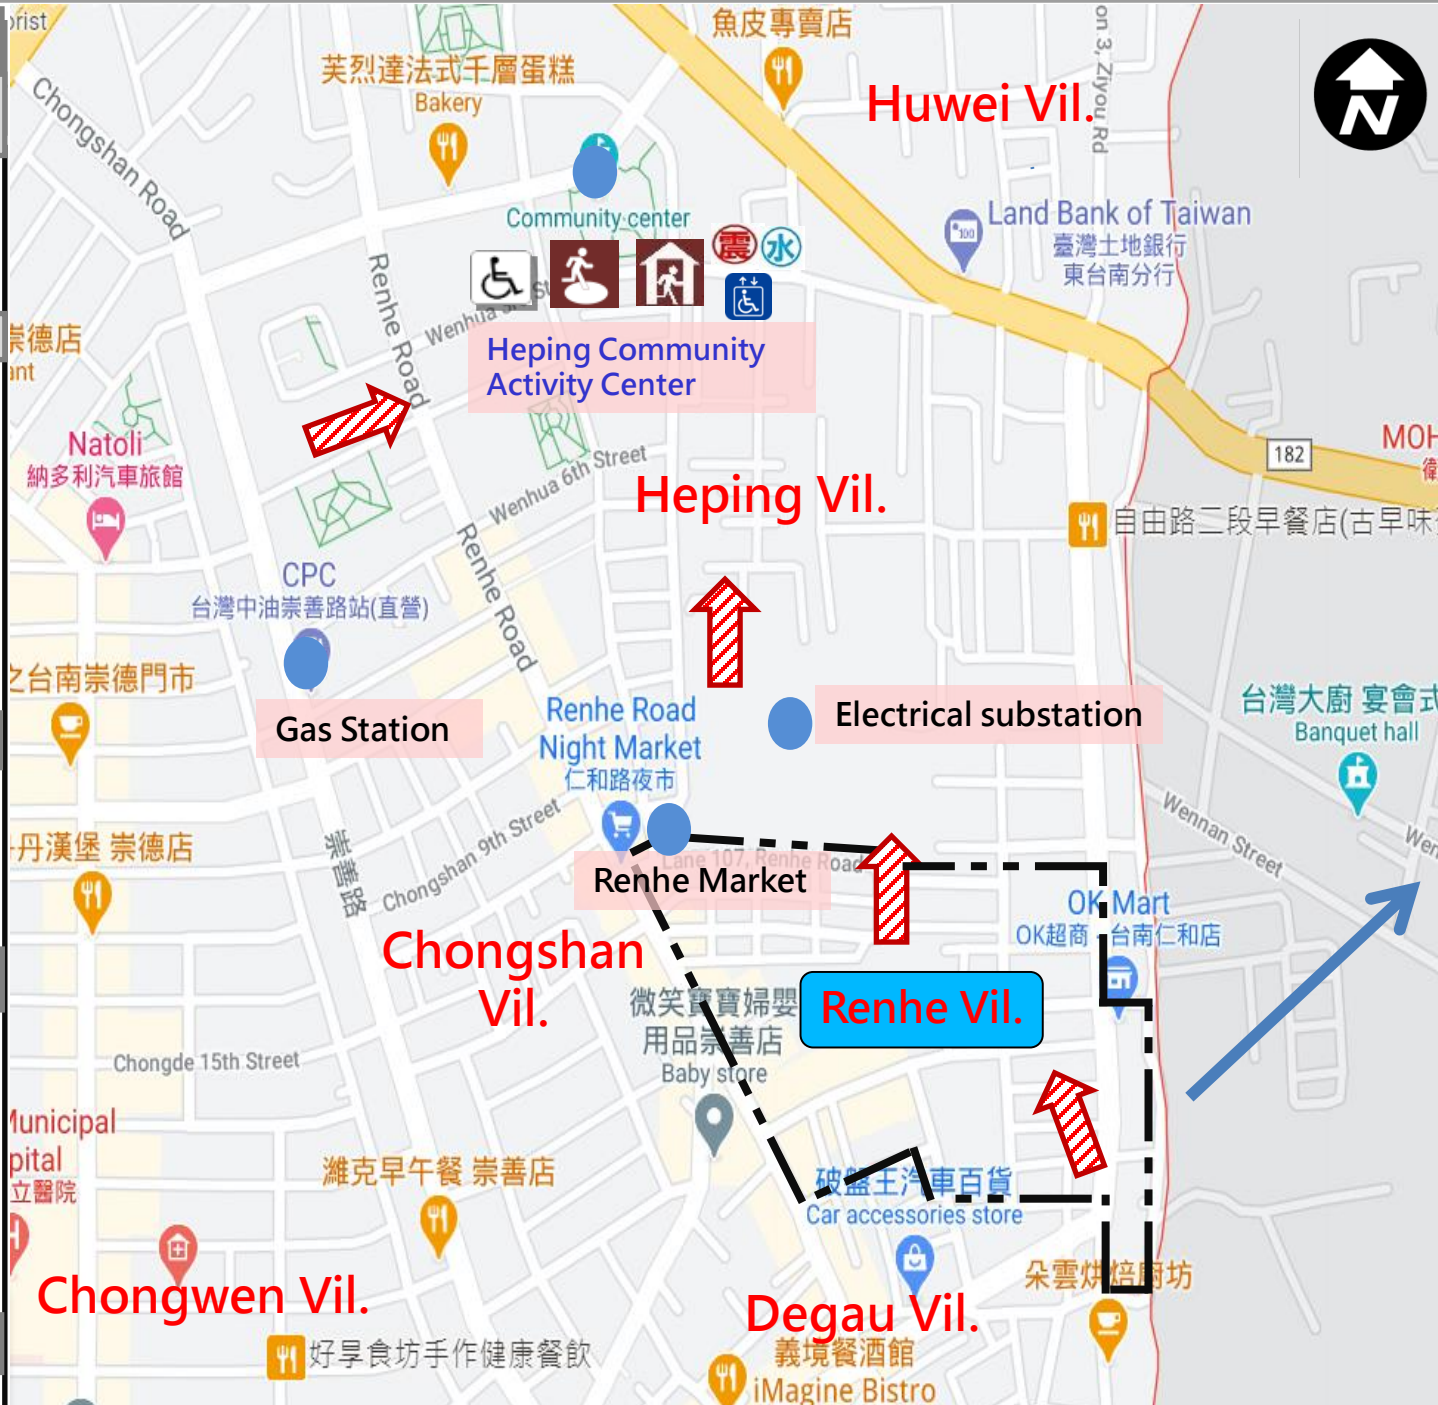 orist
魚皮專賣店
芙烈達法式千層蛋糕
Bakery
Huwei Vil.
on 3, Ziyou Rd
N
Chongshan Road
Community center
Land Bank of Taiwan
臺灣土地銀行
東台南分行
100
震
水
Renhe Road
Wenhua 3rd St
崇德店
ant
Heping Community
Activity Center
Natoli
納多利汽車旅館
Wenhua 6th Street
Heping Vil.
182
MOH
衛
自由路二段早餐店(古早味
Renhe Road
CPC
台灣中油崇善路站(直營)
之台南崇德門市
Gas Station
Renhe Road
Night Market
仁和路夜市
Electrical substation
台灣大廚 宴會式
Banquet hall
丹漢堡 崇德店
崇善路
Chongshan 9th Street
Lane 107, Renhe Road
Renhe Market
Wennan Street
Wen
OK Mart
OK超商 - 台南仁和店
Chongshan
Vil.
微笑寶寶婦嬰
用品崇善店
Baby store
Renhe Vil.
Chongde 15th Street
Municipal
pital
立醫院
濰克早午餐 崇善店
破盤王汽車百貨
Car accessories store
Chongwen Vil.
朵雲烘焙廚坊
Degau Vil.
好享食坊手作健康餐飲
義境餐酒館
iMagine Bistro